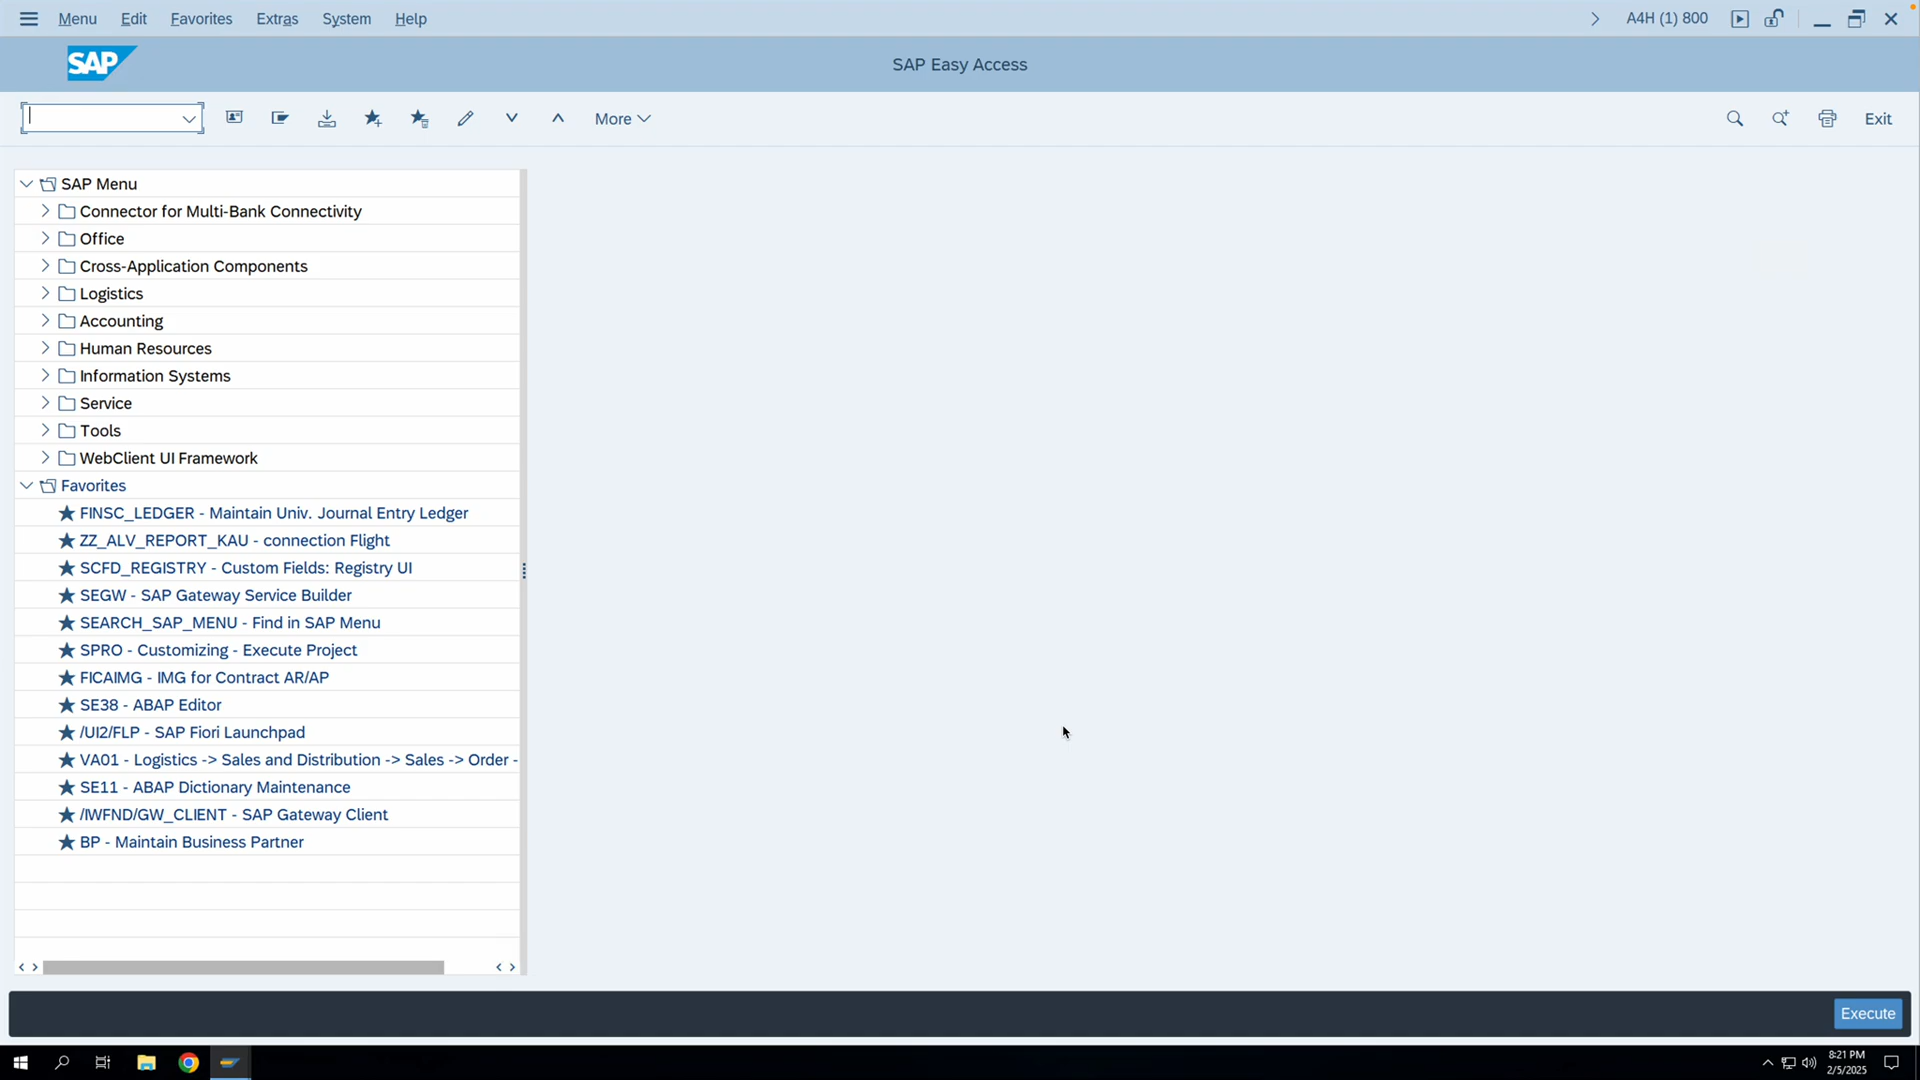 Menu Edit Favorites Extras System Help A4H (1) 800
SAP SAP Easy Access
More Exit
SAP Menu
Connector for Multi-Bank Connectivity
Office
Cross-Application Components
Logistics
Accounting
Human Resources
Information Systems
Service
Tools
WebClient UI Framework
Favorites
FINSC_LEDGER - Maintain Univ. Journal Entry Ledger
ZZ_ALV_REPORT_KAU - connection Flight
SCFD_REGISTRY - Custom Fields: Registry UI
SEGW - SAP Gateway Service Builder
SEARCH_SAP_MENU - Find in SAP Menu
SPRO - Customizing - Execute Project
FICAIMG - IMG for Contract AR/AP
SE38 - ABAP Editor
/UI2/FLP - SAP Fiori Launchpad
VA01 - Logistics -> Sales and Distribution -> Sales -> Order -
SE11 - ABAP Dictionary Maintenance
/IWFND/GW_CLIENT - SAP Gateway Client
BP - Maintain Business Partner
Execute
8:21 PM
2/5/2025